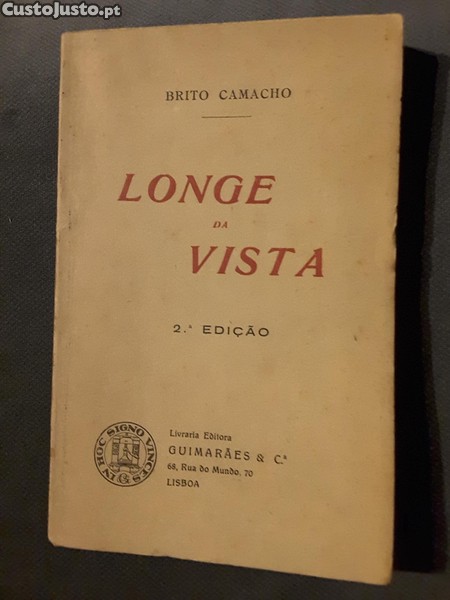 CustoJusto.pt
BRITO CAMACHO
LONGE
DA
VISTA
2.ª EDIÇÃO
IN HOC SIGNO VINCES
G
Livraria Editora
GUIMARÃES & C.ª
68, Rua do Mundo, 70
LISBOA